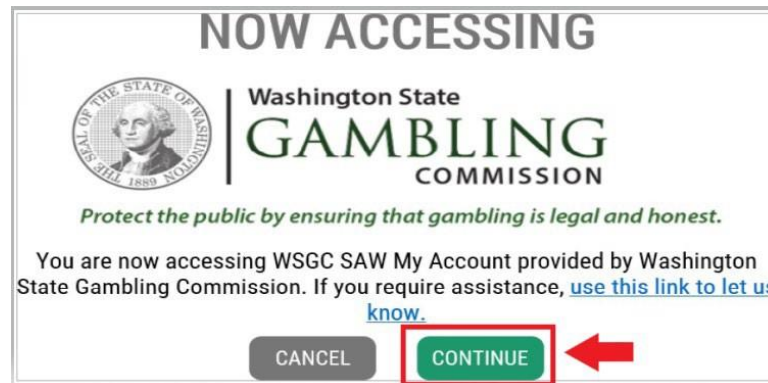 NOW ACCESSING
THE SEAL OF THE STATE OF WASHINGTON
1889
Washington State
GAMBLING
COMMISSION
Protect the public by ensuring that gambling is legal and honest.
You are now accessing WSGC SAW My Account provided by Washington
State Gambling Commission. If you require assistance, use this link to let us
know.
CANCEL
CONTINUE